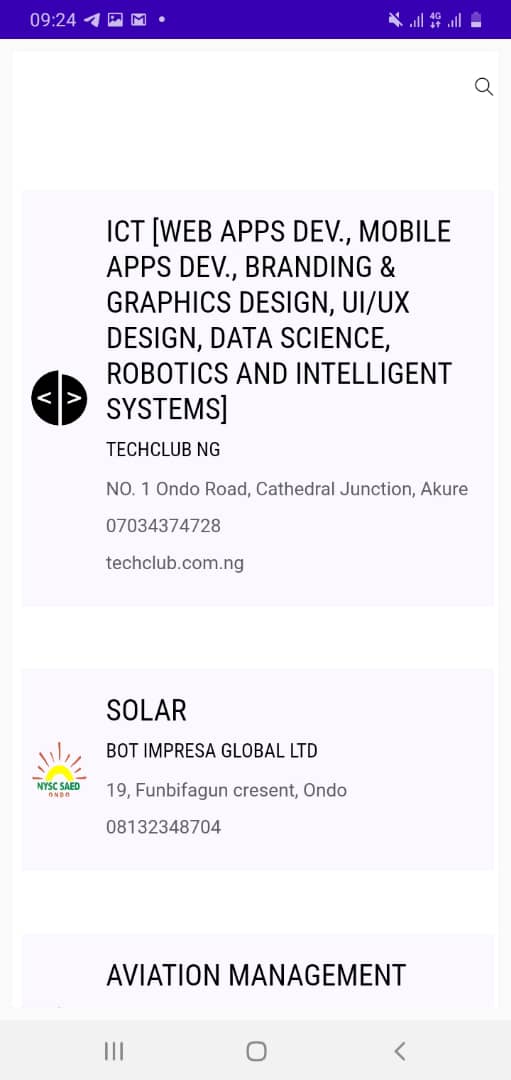 09:24
4G
ICT [WEB APPS DEV., MOBILE
APPS DEV., BRANDING &
GRAPHICS DESIGN, UI/UX
DESIGN, DATA SCIENCE,
ROBOTICS AND INTELLIGENT
SYSTEMS]
< >
TECHCLUB NG
NO. 1 Ondo Road, Cathedral Junction, Akure
07034374728
techclub.com.ng
SOLAR
BOT IMPRESA GLOBAL LTD
NYSC SAED
ONDO
19, Funbifagun cresent, Ondo
08132348704
AVIATION MANAGEMENT